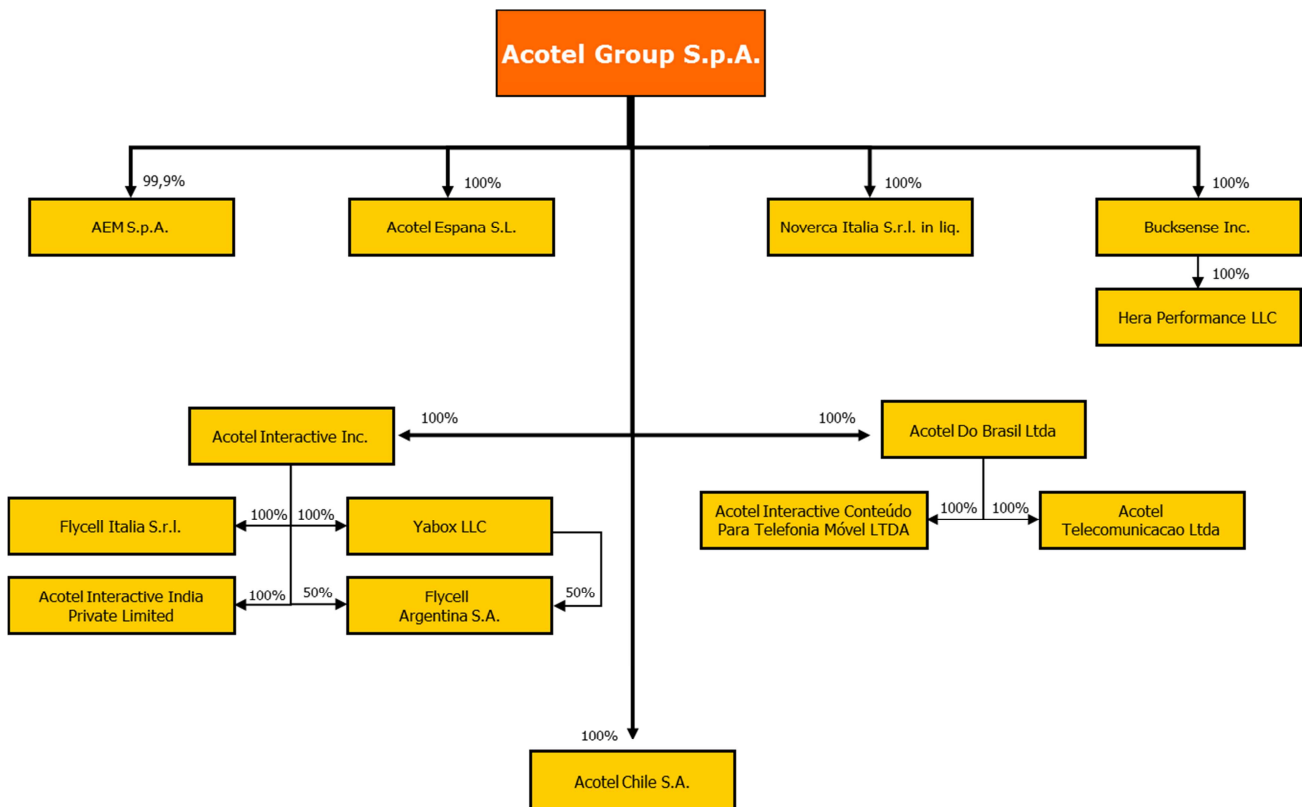 Acotel Group S.p.A.
99,9%
100%
100%
100%
AEM S.p.A.
Acotel Espana S.L.
Noverca Italia S.r.l. in liq.
Bucksense Inc.
100%
Hera Performance LLC
100%
100%
Acotel Interactive Inc.
Acotel Do Brasil Ltda
Flycell Italia S.r.l.
100%
100%
Yabox LLC
Acotel Interactive Conteúdo
Para Telefonia Móvel LTDA
100%
100%
Acotel
Telecomunicacao Ltda
Acotel Interactive India
Private Limited
100%
50%
Flycell
Argentina S.A.
50%
100%
Acotel Chile S.A.